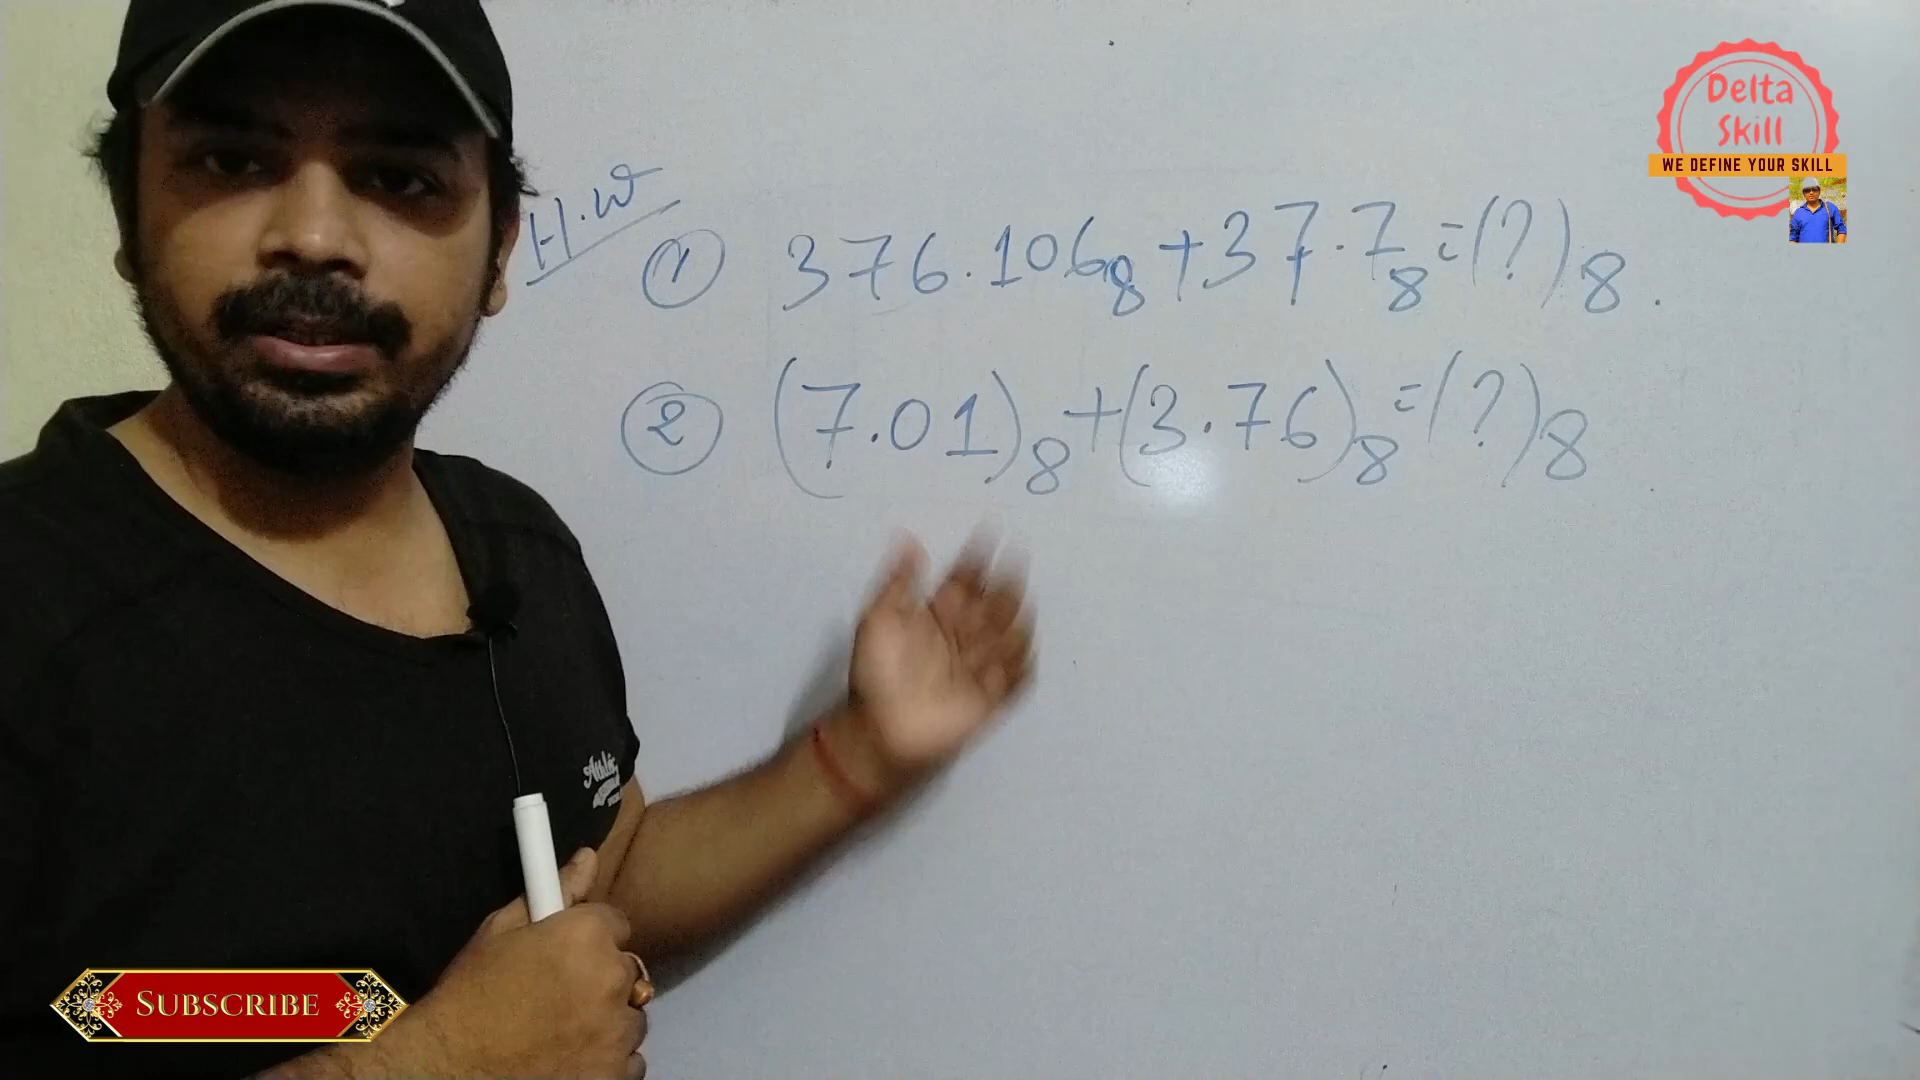 Delta
Skill
WE DEFINE YOUR SKILL
H.W
① 376.106₈ + 37.7₈ = (?)₈.
② (7.01)₈ + (3.76)₈ = (?)₈
SUBSCRIBE